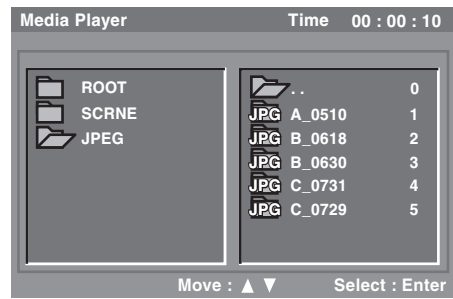 Media Player Time 00 : 00 : 10
ROOT
SCRNE
JPEG
. . 0
JPG A_0510 1
JPG B_0618 2
JPG B_0630 3
JPG C_0731 4
JPG C_0729 5
Move : ▲ ▼ Select : Enter